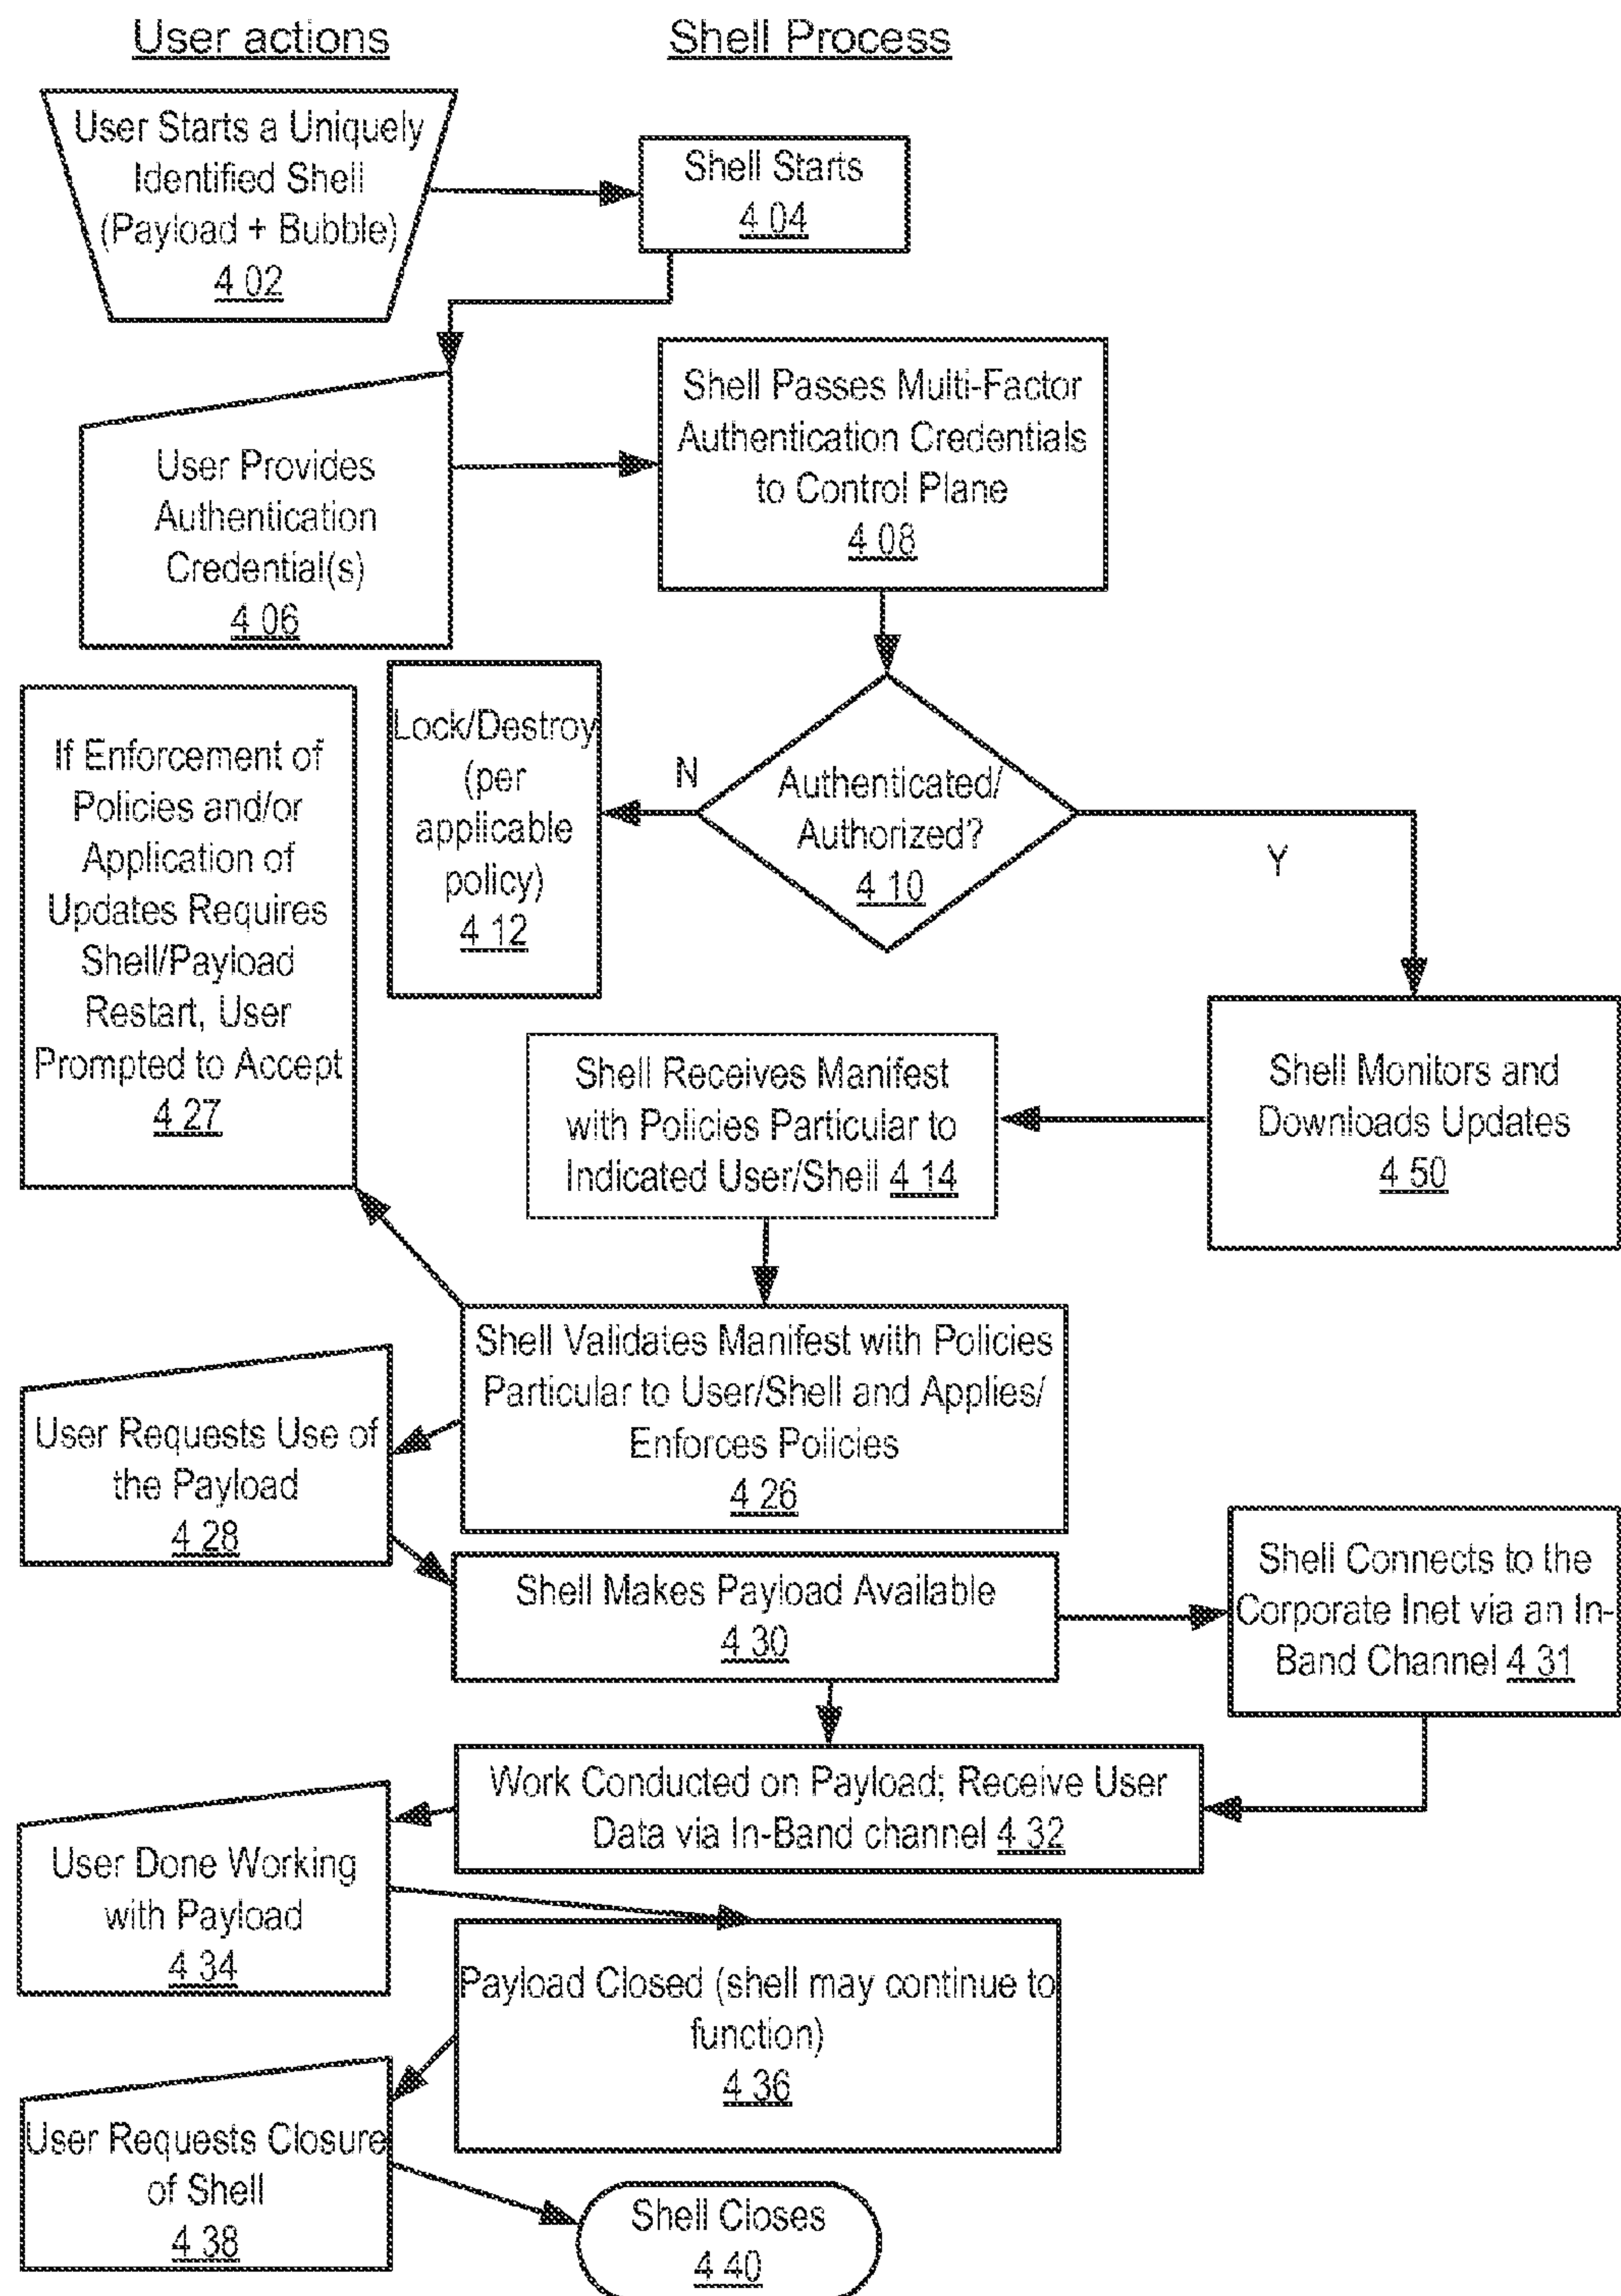 User actions
Shell Process
User Starts a Uniquely
Identified Shell
(Payload + Bubble)
4 02
Shell Starts
4 04
User Provides
Authentication
Credential(s)
4 06
Shell Passes Multi-Factor
Authentication Credentials
to Control Plane
4 08
Authenticated/
Authorized?
4 10
N
Y
Lock/Destroy
(per
applicable
policy)
4 12
If Enforcement of
Policies and/or
Application of
Updates Requires
Shell/Payload
Restart, User
Prompted to Accept
4 27
Shell Monitors and
Downloads Updates
4 50
Shell Receives Manifest
with Policies Particular to
Indicated User/Shell 4 14
Shell Validates Manifest with Policies
Particular to User/Shell and Applies/
Enforces Policies
4 26
User Requests Use of
the Payload
4 28
Shell Makes Payload Available
4 30
Shell Connects to the
Corporate Inet via an In-
Band Channel 4 31
Work Conducted on Payload; Receive User
Data via In-Band channel 4 32
User Done Working
with Payload
4 34
Payload Closed (shell may continue to
function)
4 36
User Requests Closure
of Shell
4 38
Shell Closes
4 40